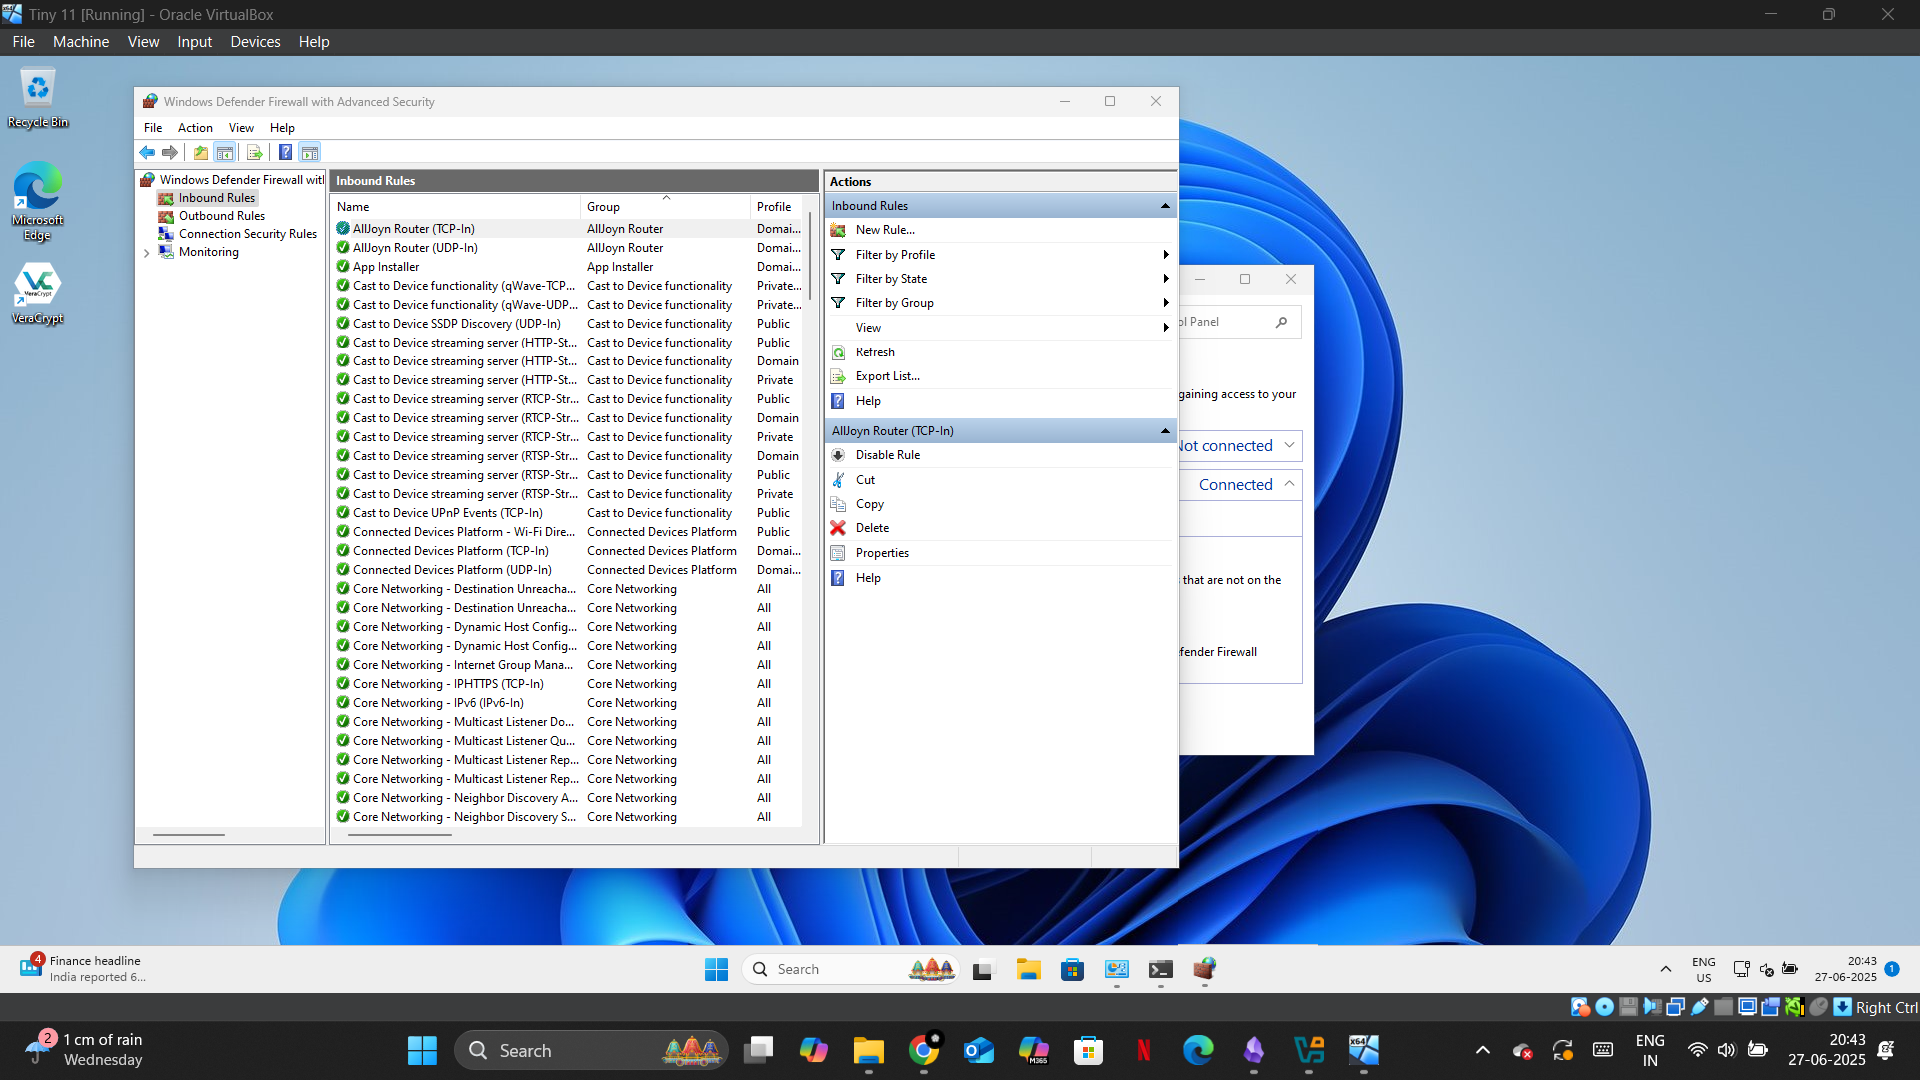 Tiny 11 [Running] - Oracle VirtualBox
File Machine View Input Devices Help
Recycle Bin
Microsoft
Edge
VeraCrypt
VeraCrypt
Windows Defender Firewall with Advanced Security
File Action View Help
Windows Defender Firewall wit
Inbound Rules
Outbound Rules
Connection Security Rules
Monitoring
Inbound Rules
Name Group Profile
AllJoyn Router (TCP-In) AllJoyn Router Domai...
AllJoyn Router (UDP-In) AllJoyn Router Domai...
App Installer App Installer Domai...
Cast to Device functionality (qWave-TCP... Cast to Device functionality Private...
Cast to Device functionality (qWave-UDP... Cast to Device functionality Private...
Cast to Device SSDP Discovery (UDP-In) Cast to Device functionality Public
Cast to Device streaming server (HTTP-St... Cast to Device functionality Public
Cast to Device streaming server (HTTP-St... Cast to Device functionality Domain
Cast to Device streaming server (HTTP-St... Cast to Device functionality Private
Cast to Device streaming server (RTCP-Str... Cast to Device functionality Public
Cast to Device streaming server (RTCP-Str... Cast to Device functionality Domain
Cast to Device streaming server (RTCP-Str... Cast to Device functionality Private
Cast to Device streaming server (RTSP-Str... Cast to Device functionality Domain
Cast to Device streaming server (RTSP-Str... Cast to Device functionality Public
Cast to Device streaming server (RTSP-Str... Cast to Device functionality Private
Cast to Device UPnP Events (TCP-In) Cast to Device functionality Public
Connected Devices Platform - Wi-Fi Dire... Connected Devices Platform Public
Connected Devices Platform (TCP-In) Connected Devices Platform Domai...
Connected Devices Platform (UDP-In) Connected Devices Platform Domai...
Core Networking - Destination Unreacha... Core Networking All
Core Networking - Destination Unreacha... Core Networking All
Core Networking - Dynamic Host Config... Core Networking All
Core Networking - Dynamic Host Config... Core Networking All
Core Networking - Internet Group Mana... Core Networking All
Core Networking - IPHTTPS (TCP-In) Core Networking All
Core Networking - IPv6 (IPv6-In) Core Networking All
Core Networking - Multicast Listener Do... Core Networking All
Core Networking - Multicast Listener Qu... Core Networking All
Core Networking - Multicast Listener Rep... Core Networking All
Core Networking - Multicast Listener Rep... Core Networking All
Core Networking - Neighbor Discovery A... Core Networking All
Core Networking - Neighbor Discovery S... Core Networking All
Actions
Inbound Rules
New Rule...
Filter by Profile
Filter by State
Filter by Group
View
Refresh
Export List...
Help
AllJoyn Router (TCP-In)
Disable Rule
Cut
Copy
Delete
Properties
Help
ol Panel
gaining access to your
Not connected
Connected
that are not on the
efender Firewall
4
Finance headline
India reported 6...
Search
ENG
US
20:43
27-06-2025
1
Right Ctrl
2
1 cm of rain
Wednesday
Search
M365
x64
ENG
IN
20:43
27-06-2025